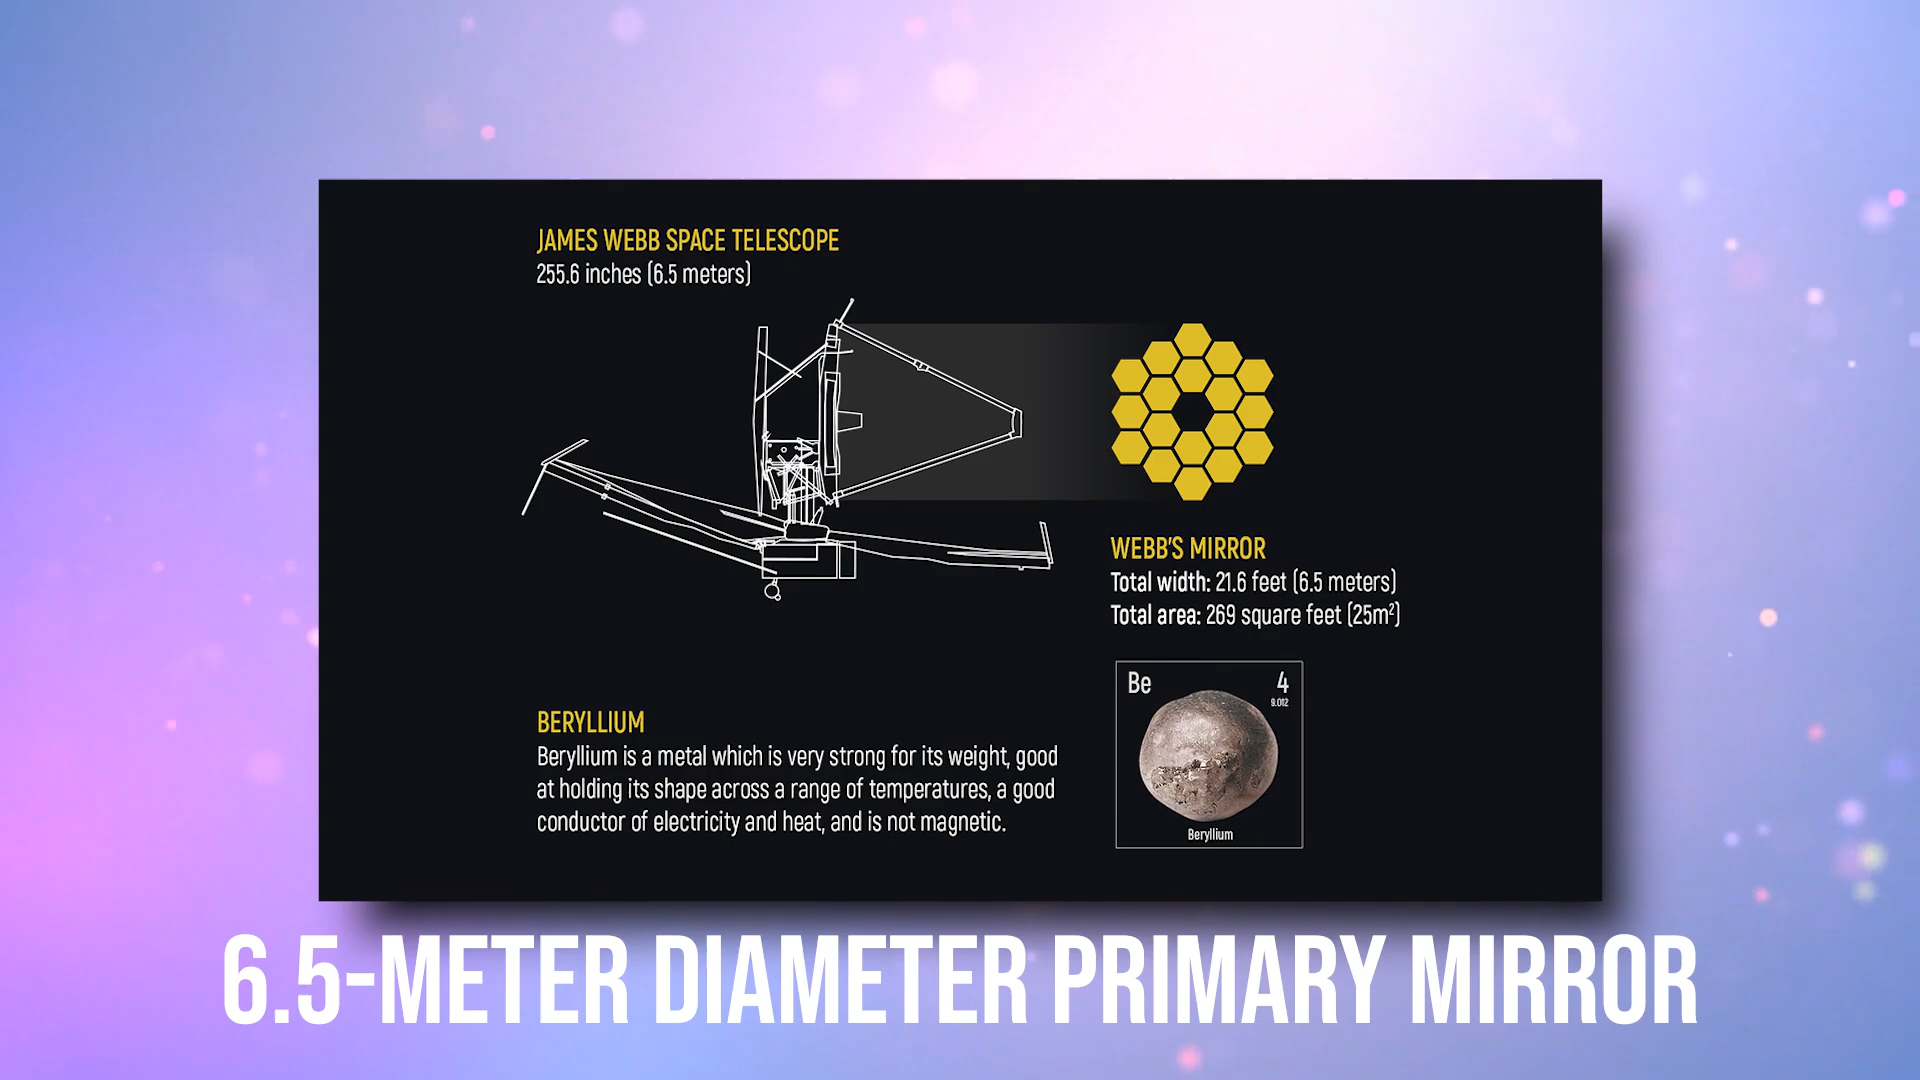 JAMES WEBB SPACE TELESCOPE
255.6 inches (6.5 meters)
WEBB'S MIRROR
Total width: 21.6 feet (6.5 meters)
Total area: 269 square feet (25m²)
BERYLLIUM
Beryllium is a metal which is very strong for its weight, good
at holding its shape across a range of temperatures, a good
conductor of electricity and heat, and is not magnetic.
Be
4
9.012
Beryllium
6.5-METER DIAMETER PRIMARY MIRROR